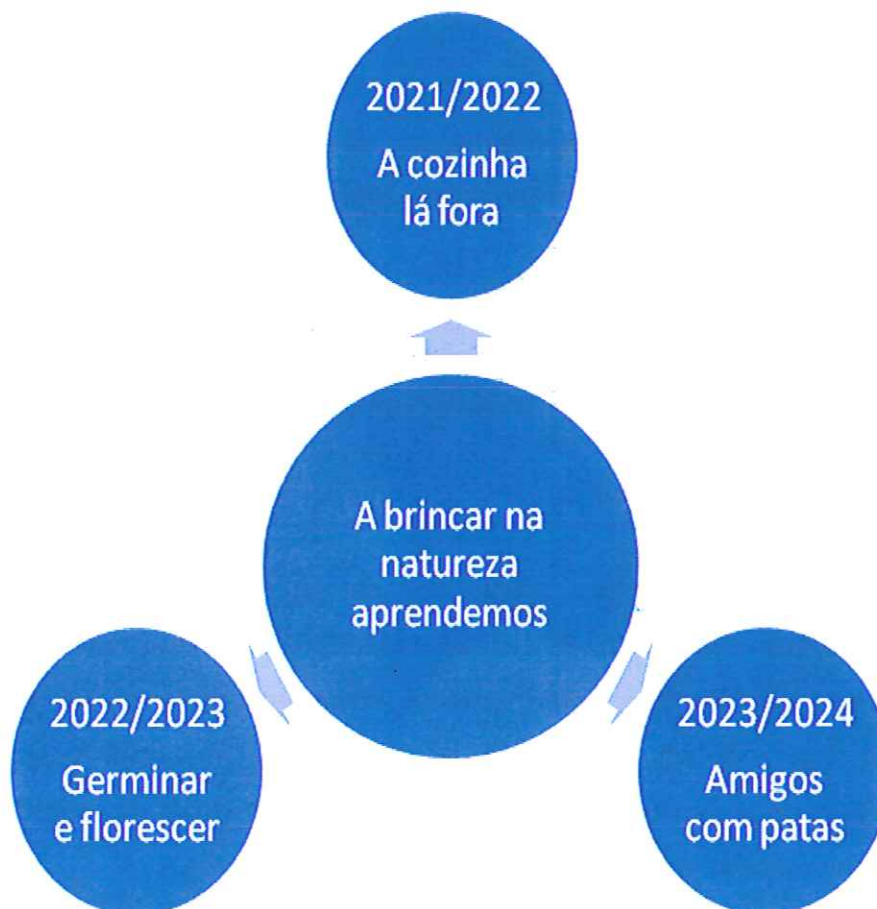 2021/2022
A cozinha
lá fora
A brincar na
natureza
aprendemos
2022/2023
Germinar
e florescer
2023/2024
Amigos
com patas